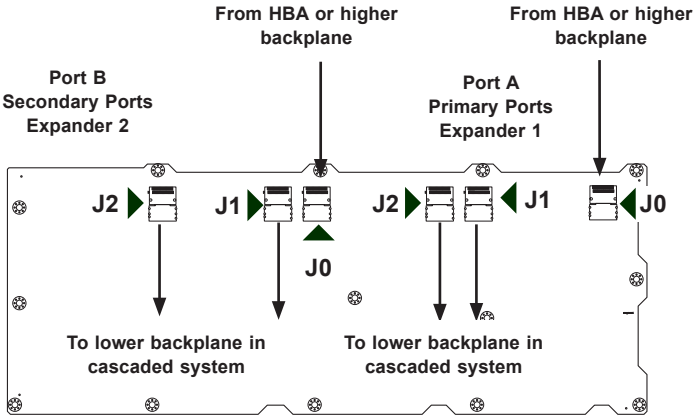 From HBA or higher
backplane
From HBA or higher
backplane
Port B
Secondary Ports
Expander 2
Port A
Primary Ports
Expander 1
J2
J1
J0
J2
J1
J0
To lower backplane in
cascaded system
To lower backplane in
cascaded system